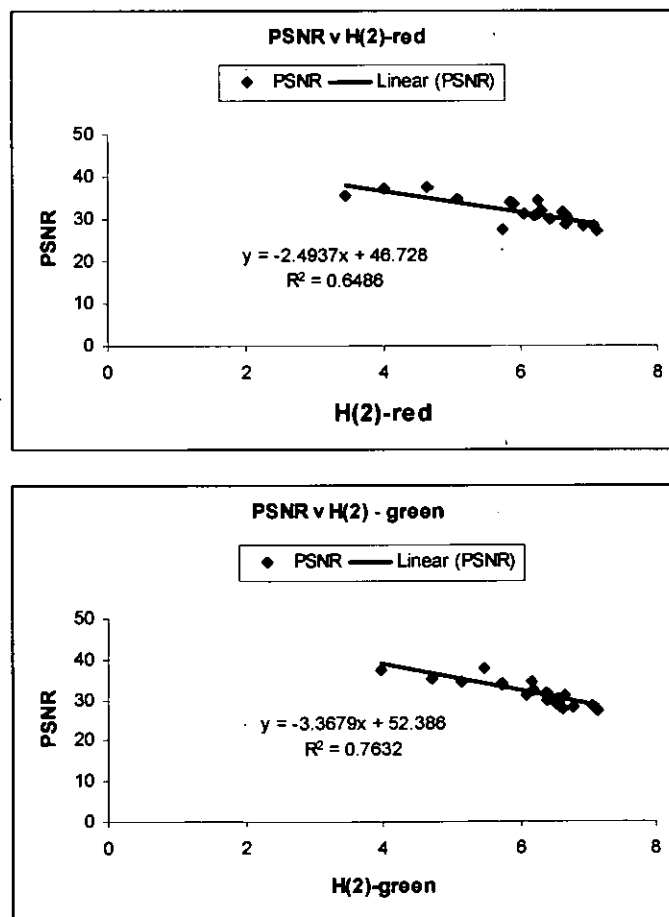 PSNR v H(2)-red
PSNR Linear (PSNR)
50
40
30
20
10
0
PSNR
y = -2.4937x + 46.728
R² = 0.6486
0 2 4 6 8
H(2)-red
PSNR v H(2) - green
PSNR Linear (PSNR)
50
40
30
20
10
0
PSNR
y = -3.3679x + 52.386
R² = 0.7632
0 2 4 6 8
H(2)-green